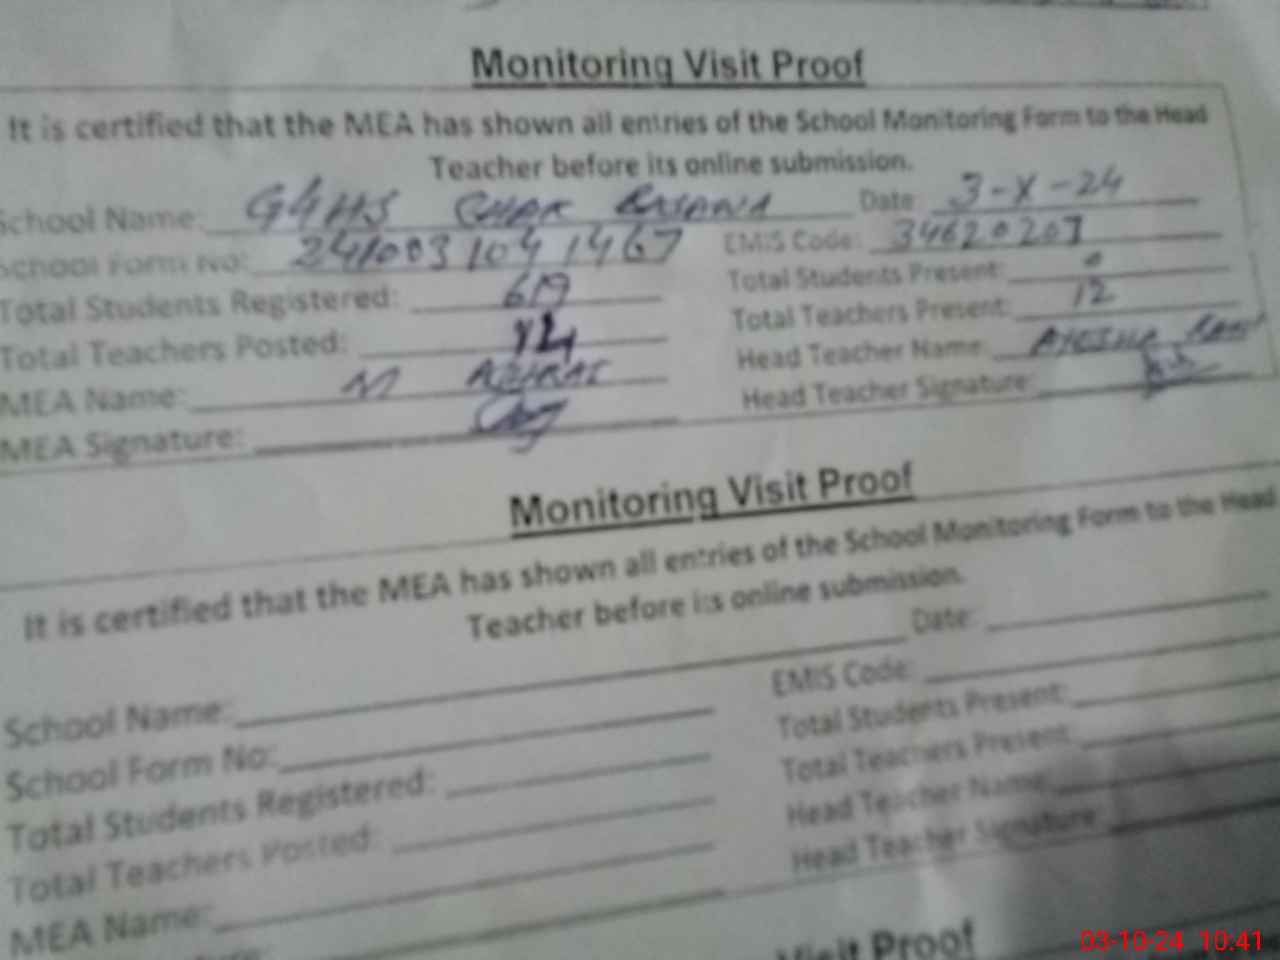 Monitoring Visit Proof
It is certified that the MEA has shown all entries of the School Monitoring Form to the Head
Teacher before its online submission.
School Name: GGHS CHAK Date: 3-X-24
School Form No: 2410031041467 EMIS Code: 34620207
Total Students Registered: 619 Total Students Present: 0
Total Teachers Posted: Total Teachers Present: 12
MEA Name: M Head Teacher Name: AYESHA
MEA Signature: Head Teacher Signature:
Monitoring Visit Proof
It is certified that the MEA has shown all entries of the School Monitoring Form to the Head
Teacher before its online submission.
School Name: Date:
School Form No: EMIS Code:
Total Students Registered: Total Students Present:
Total Teachers Posted: Total Teachers Present:
MEA Name: Head Teacher Name:
Head Teacher Signature:
Visit Proof
03-10-24 10:41